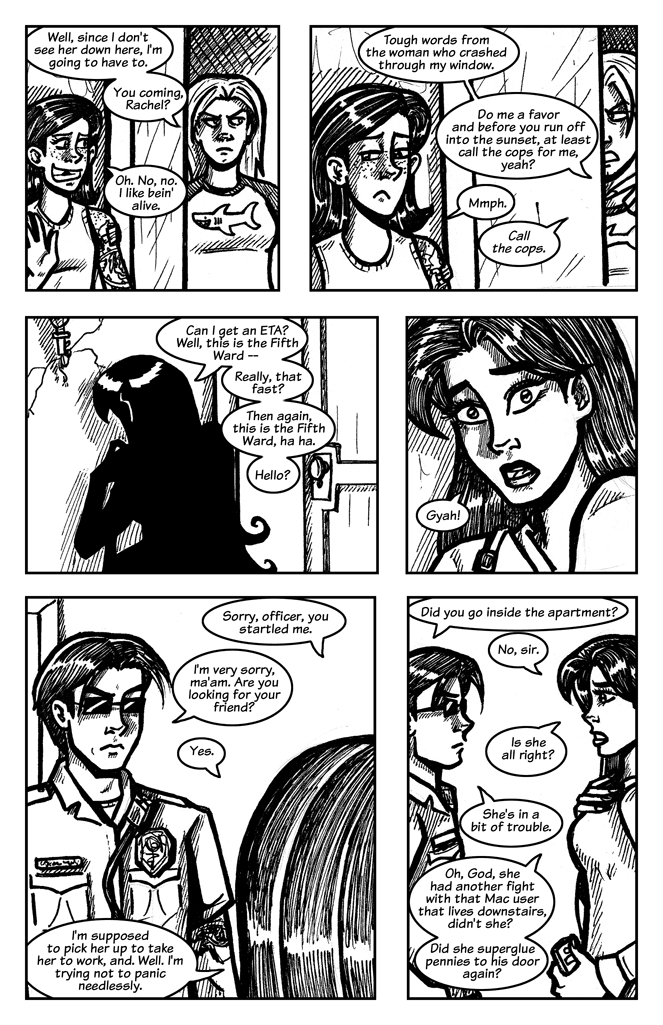 Well, since I don't
see her down here, I'm
going to have to.
You coming,
Rachel?
Oh. No, no.
I like bein'
alive.
Tough words from
the woman who crashed
through my window.
Do me a favor
and before you run off
into the sunset, at least
call the cops for me,
yeah?
Mmph.
Call
the cops.
Can I get an ETA?
Well, this is the Fifth
Ward --
Really, that
fast?
Then again,
this is the Fifth
Ward, ha ha.
Hello?
Gyah!
Sorry, officer, you
startled me.
I'm very sorry,
ma'am. Are you
looking for your
friend?
Yes.
I'm supposed
to pick her up to take
her to work, and. Well. I'm
trying not to panic
needlessly.
Did you go inside the apartment?
No, sir.
Is she
all right?
She's in a
bit of trouble.
Oh, God, she
had another fight
with that Mac user
that lives downstairs,
didn't she?
Did she superglue
pennies to his door
again?